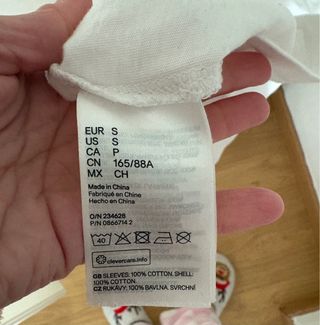 EUR S
US S
CA P
CN 165/88A
MX CH
Made in China
Fabriqué en Chine
Hecho en China
O/N 234628
P/N 0866714 2
40
clevercare.info
GB SLEEVES: 100% COTTON. SHELL:
100% COTTON.
CZ RUKÁVY: 100% BAVLNA. SVRCHNÍ